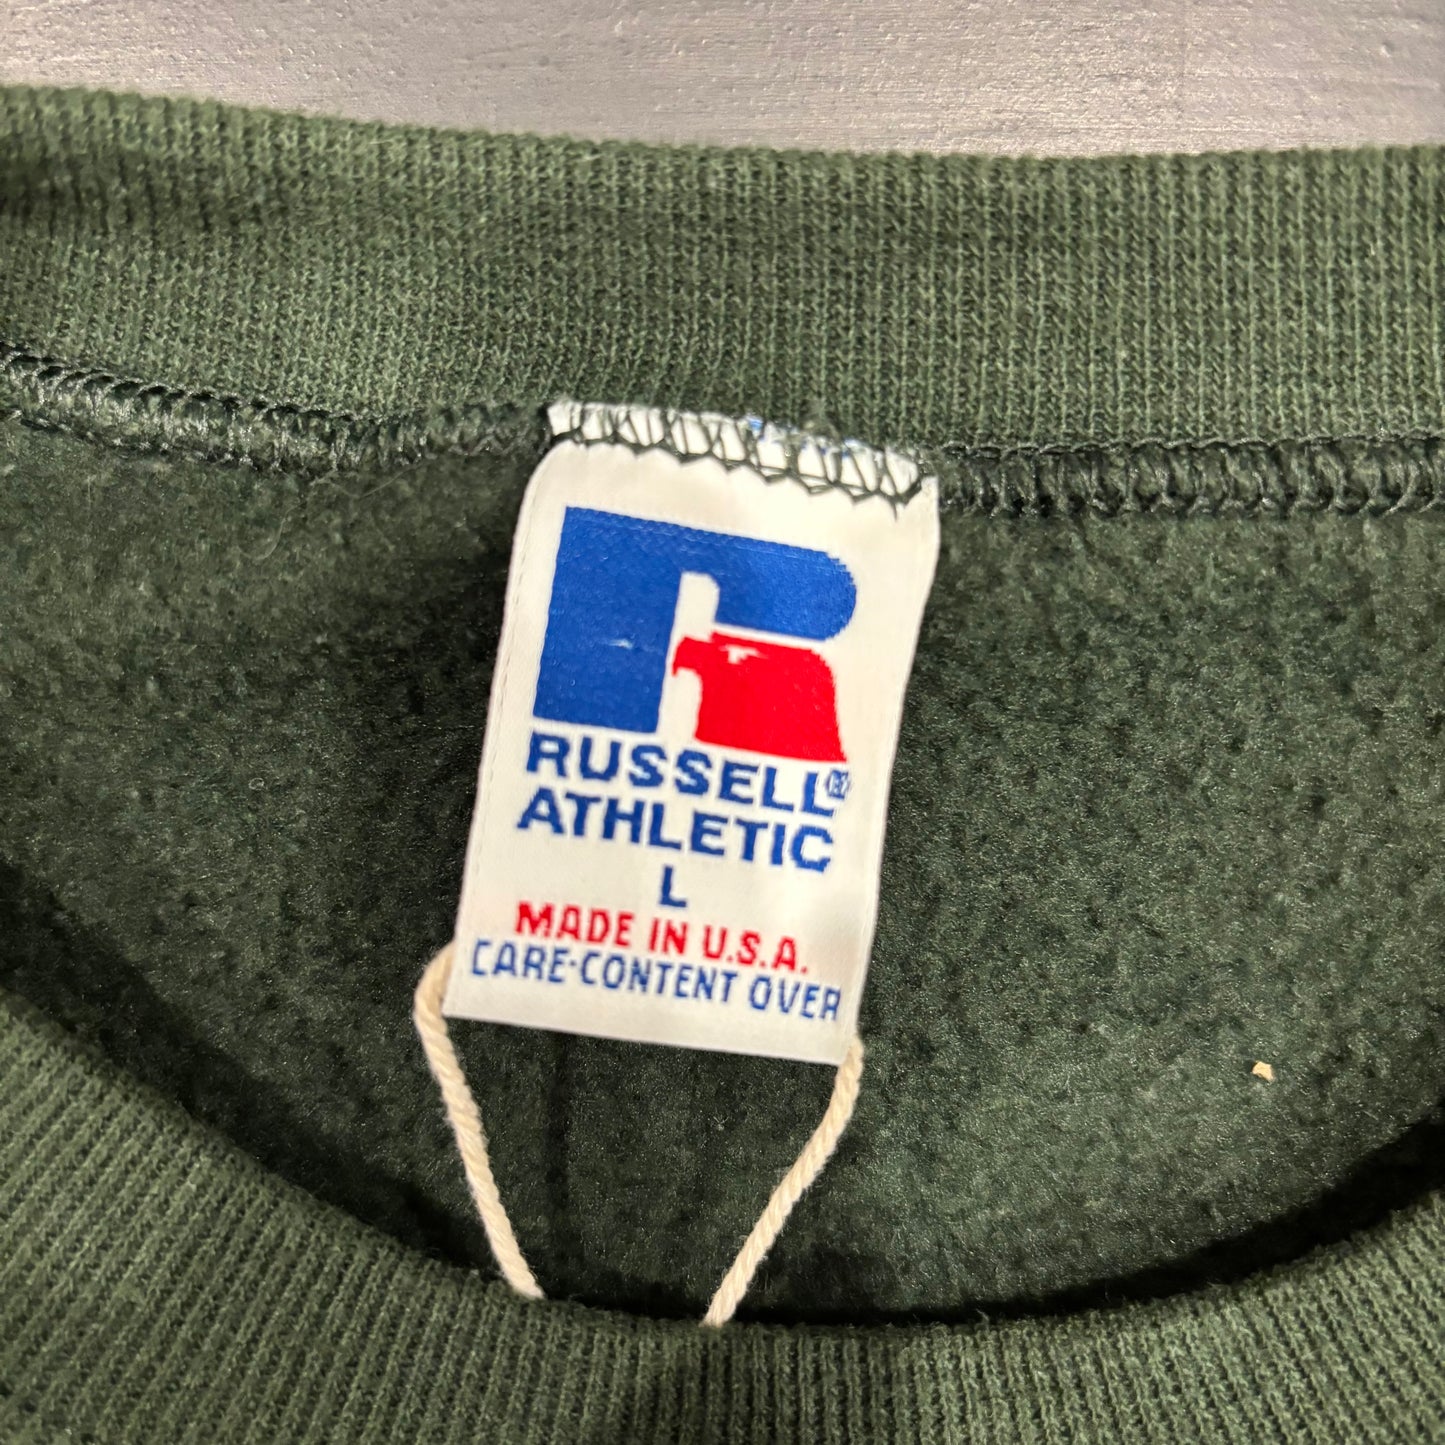 RUSSELL®
ATHLETIC
L
MADE IN U.S.A.
CARE-CONTENT OVER